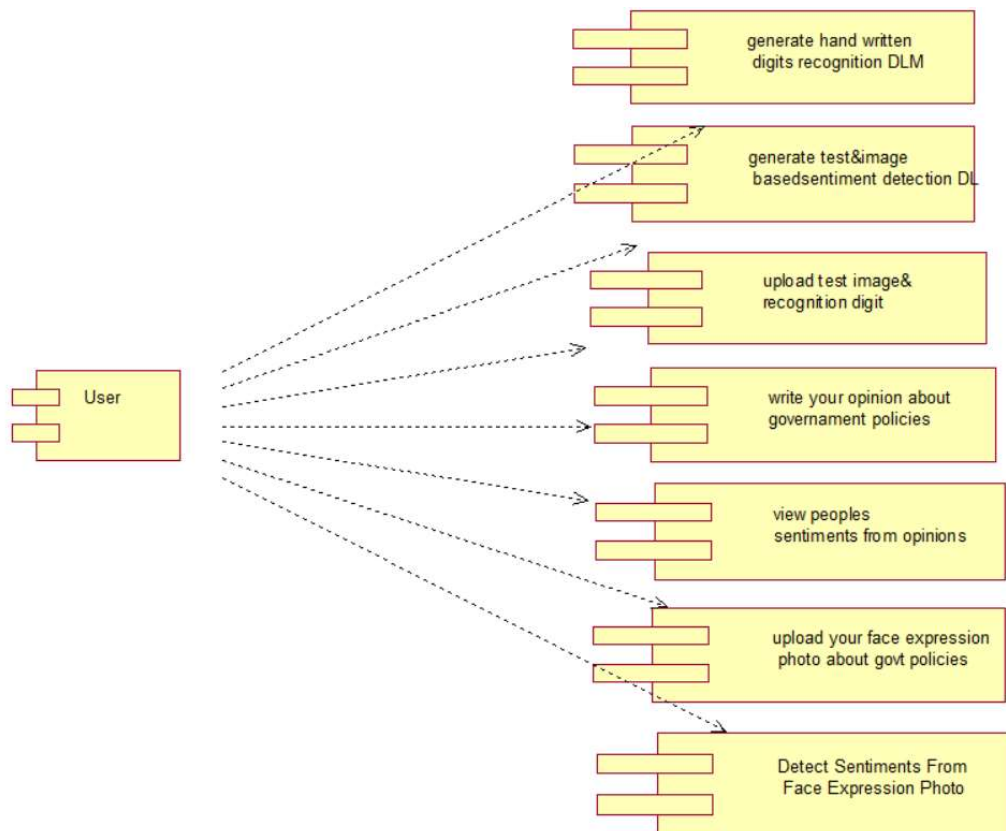 generate hand written
digits recognition DLM
generate test&image
basedsentiment detection DL
upload test image&
recognition digit
User
write your opinion about
governament policies
view peoples
sentiments from opinions
upload your face expression
photo about govt policies
Detect Sentiments From
Face Expression Photo